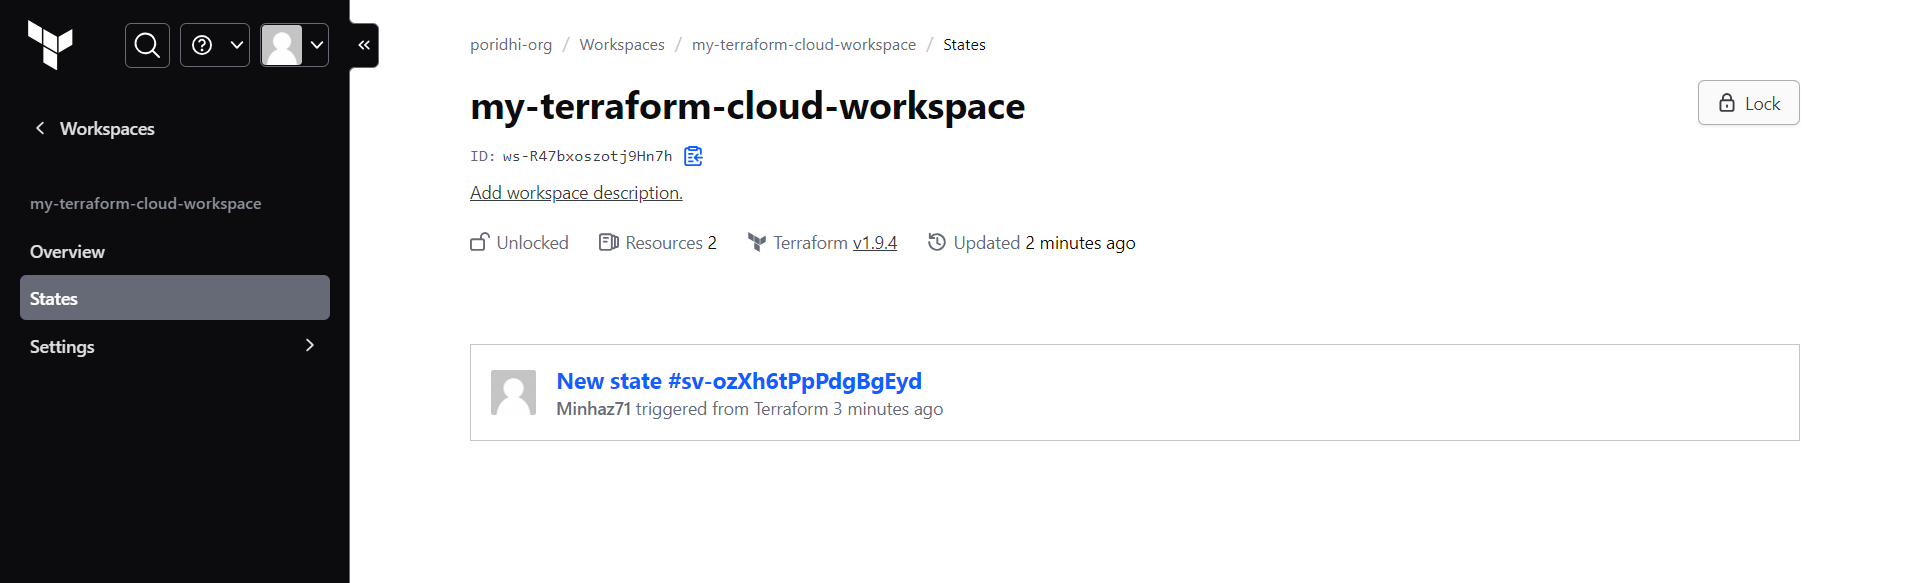 poridhi-org / Workspaces / my-terraform-cloud-workspace / States
Workspaces
my-terraform-cloud-workspace
Overview
States
Settings
my-terraform-cloud-workspace
Lock
ID: ws-R47bxoszotj9Hn7h
Add workspace description.
Unlocked Resources 2 Terraform v1.9.4 Updated 2 minutes ago
New state #sv-ozXh6tPpPdgBgEyd
Minhaz71 triggered from Terraform 3 minutes ago